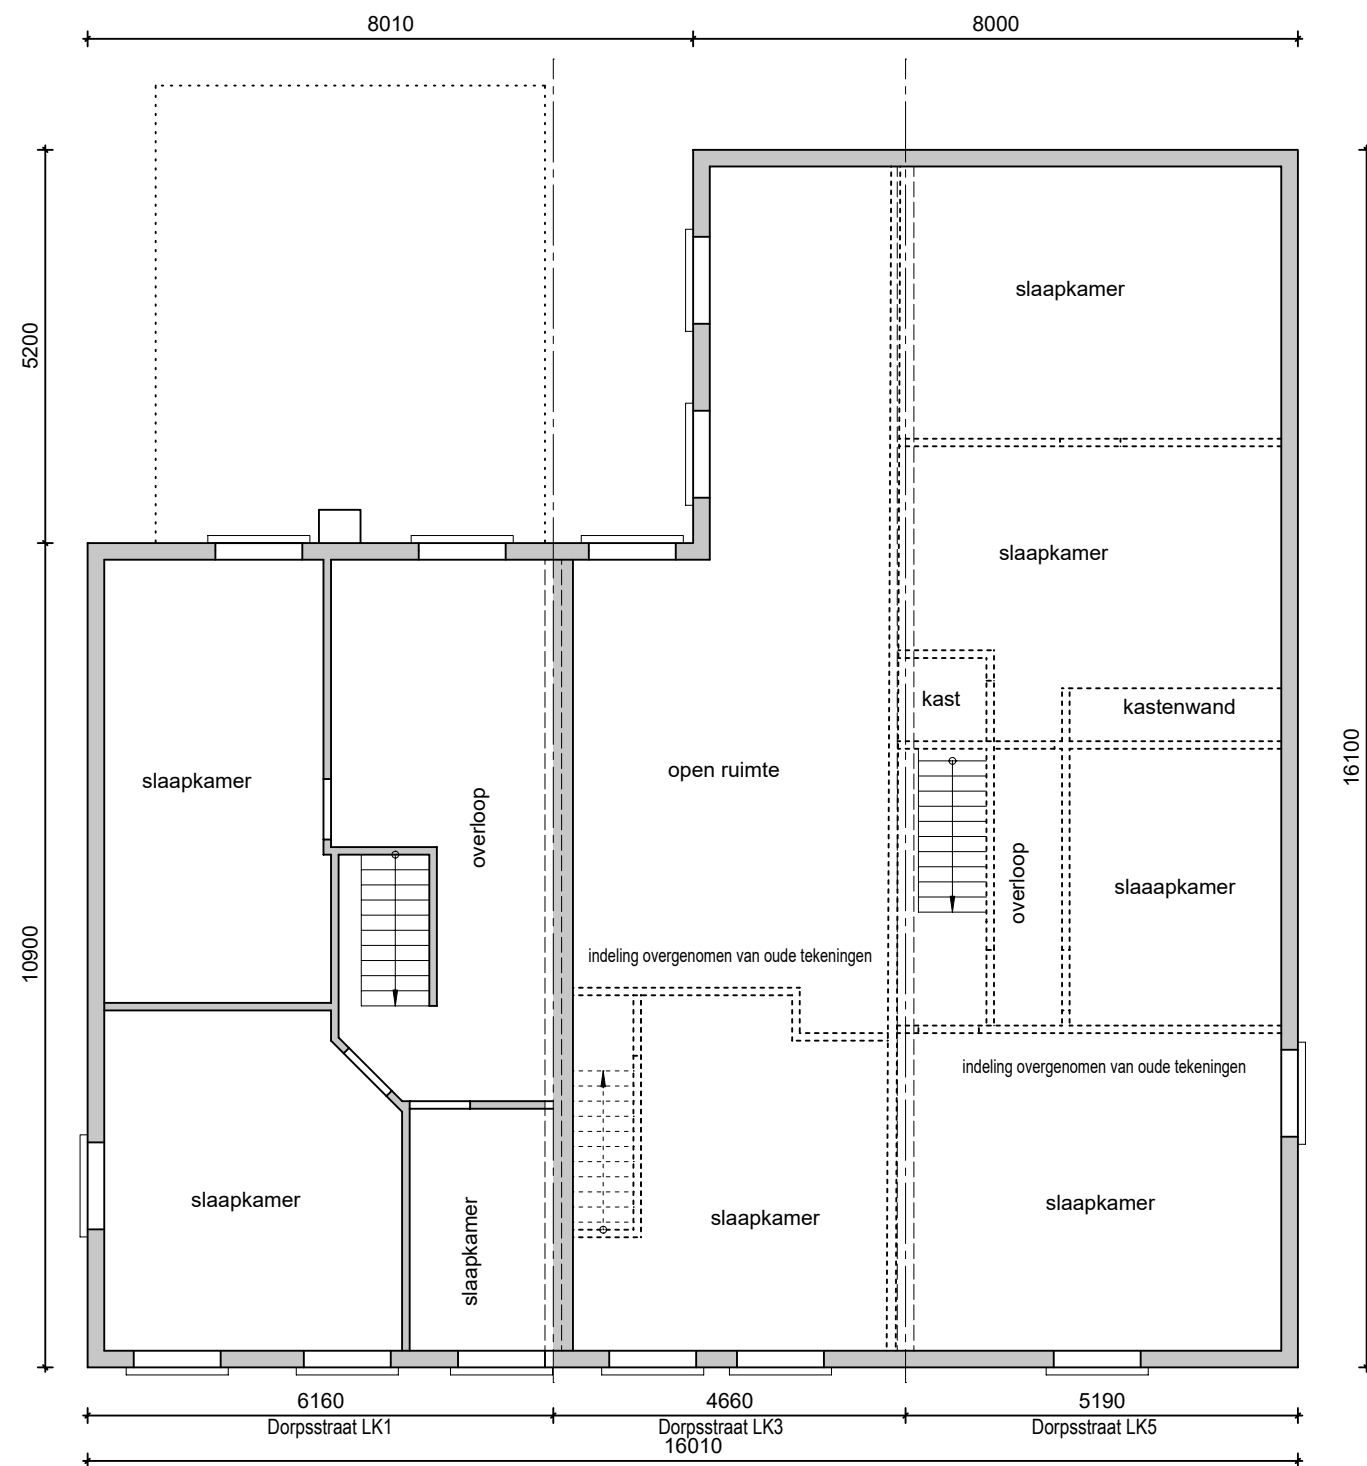 8010
8000
slaapkamer
5200
slaapkamer
kast
kastenwand
16100
open ruimte
slaapkamer
overloop
overloop
slaaapkamer
10900
indeling overgenomen van oude tekeningen
indeling overgenomen van oude tekeningen
slaapkamer
slaapkamer
slaapkamer
slaapkamer
6160
4660
5190
Dorpsstraat LK1
Dorpsstraat LK3
Dorpsstraat LK5
16010